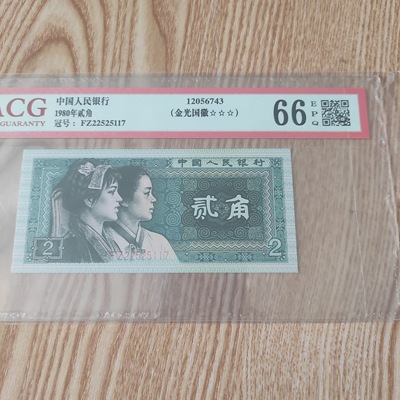 ACG
GUARANTY
中国人民银行
1980年贰角
冠号：FZ22525117
12056743
(金光国徽☆☆☆)
66
E
P
Q
中国人民银行
贰角
2
2
FZ22525117